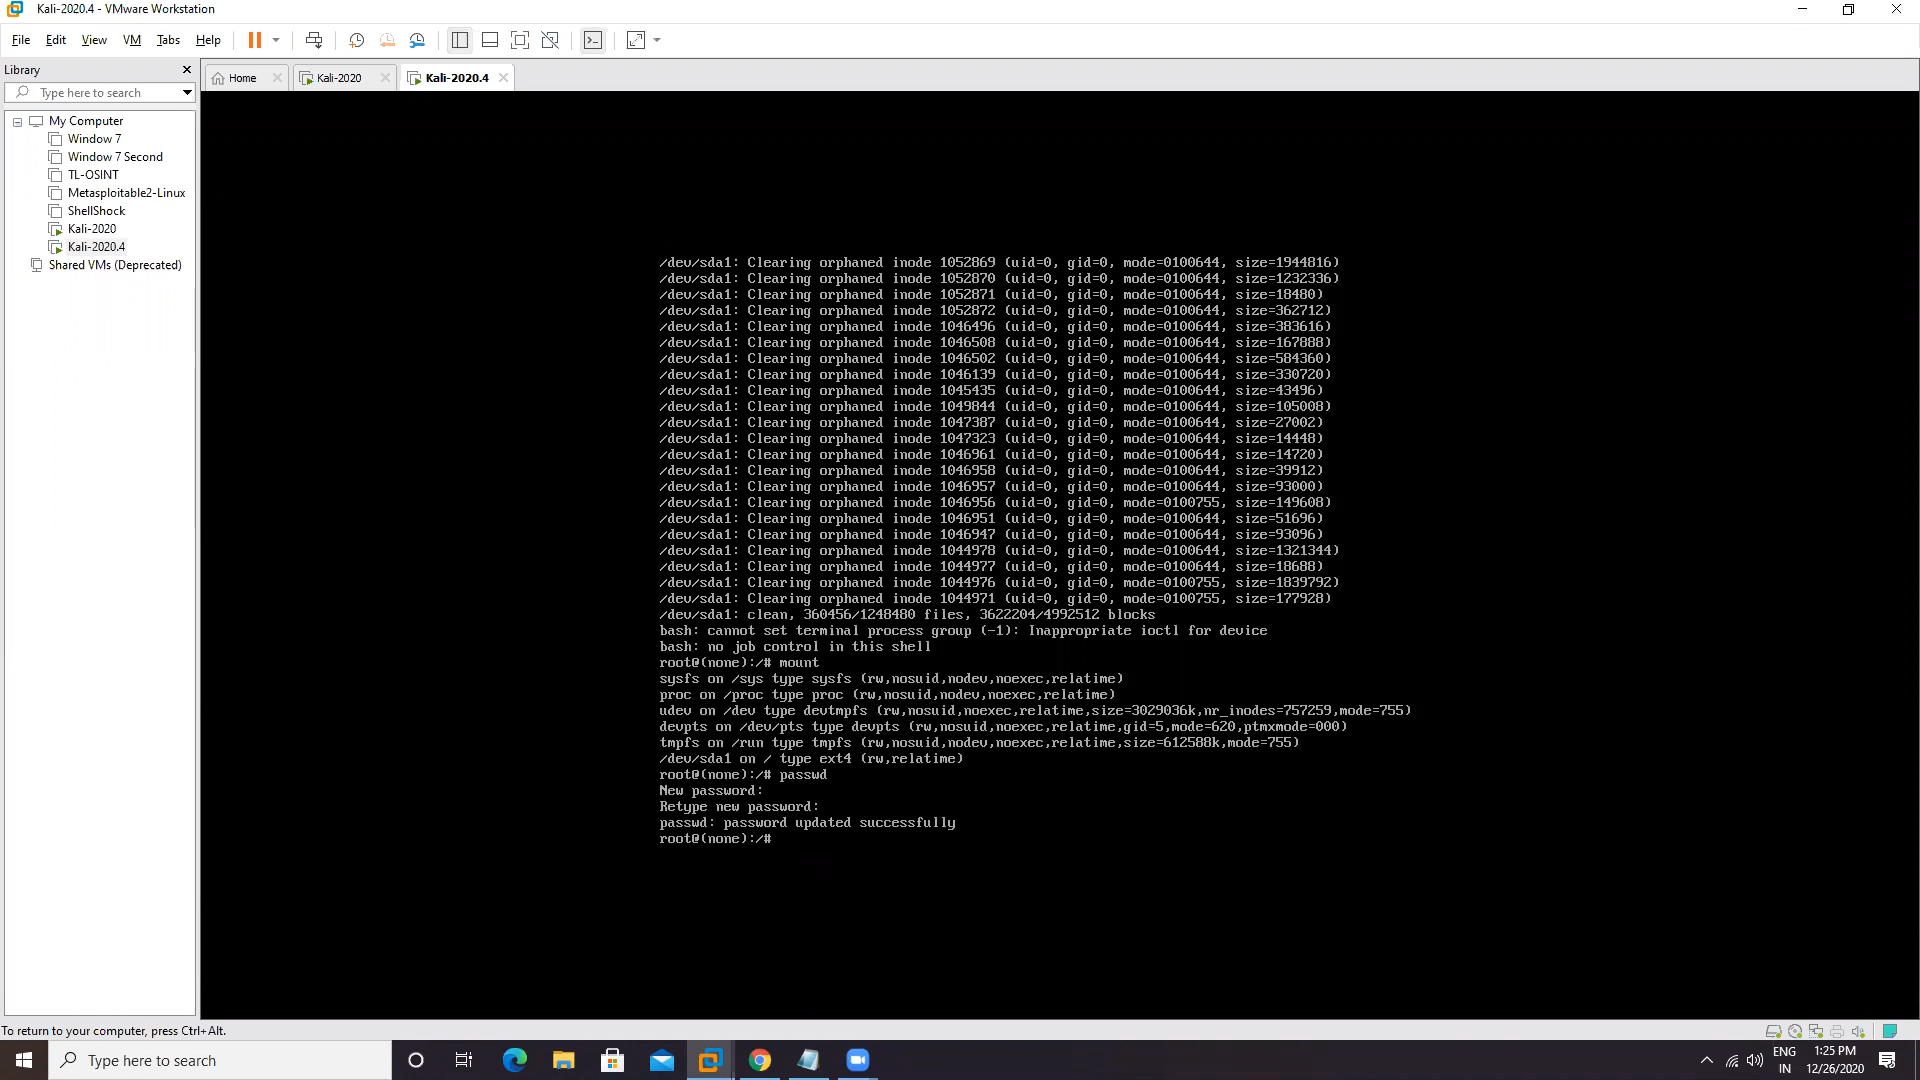 Kali-2020.4 - VMware Workstation
File Edit View VM Tabs Help
Library
Type here to search
My Computer
Window 7
Window 7 Second
TL-OSINT
Metasploitable2-Linux
ShellShock
Kali-2020
Kali-2020.4
Shared VMs (Deprecated)
Home Kali-2020 Kali-2020.4
/dev/sda1: Clearing orphaned inode 1052869 (uid=0, gid=0, mode=0100644, size=1944816)
/dev/sda1: Clearing orphaned inode 1052870 (uid=0, gid=0, mode=0100644, size=1232336)
/dev/sda1: Clearing orphaned inode 1052871 (uid=0, gid=0, mode=0100644, size=18480)
/dev/sda1: Clearing orphaned inode 1052872 (uid=0, gid=0, mode=0100644, size=362712)
/dev/sda1: Clearing orphaned inode 1046496 (uid=0, gid=0, mode=0100644, size=383616)
/dev/sda1: Clearing orphaned inode 1046508 (uid=0, gid=0, mode=0100644, size=167888)
/dev/sda1: Clearing orphaned inode 1046502 (uid=0, gid=0, mode=0100644, size=584360)
/dev/sda1: Clearing orphaned inode 1046139 (uid=0, gid=0, mode=0100644, size=330720)
/dev/sda1: Clearing orphaned inode 1045435 (uid=0, gid=0, mode=0100644, size=43496)
/dev/sda1: Clearing orphaned inode 1049844 (uid=0, gid=0, mode=0100644, size=105008)
/dev/sda1: Clearing orphaned inode 1047387 (uid=0, gid=0, mode=0100644, size=27002)
/dev/sda1: Clearing orphaned inode 1047323 (uid=0, gid=0, mode=0100644, size=14448)
/dev/sda1: Clearing orphaned inode 1046961 (uid=0, gid=0, mode=0100644, size=14720)
/dev/sda1: Clearing orphaned inode 1046958 (uid=0, gid=0, mode=0100644, size=39912)
/dev/sda1: Clearing orphaned inode 1046957 (uid=0, gid=0, mode=0100644, size=93000)
/dev/sda1: Clearing orphaned inode 1046956 (uid=0, gid=0, mode=0100755, size=149608)
/dev/sda1: Clearing orphaned inode 1046951 (uid=0, gid=0, mode=0100644, size=51696)
/dev/sda1: Clearing orphaned inode 1046947 (uid=0, gid=0, mode=0100644, size=93096)
/dev/sda1: Clearing orphaned inode 1044978 (uid=0, gid=0, mode=0100644, size=1321344)
/dev/sda1: Clearing orphaned inode 1044977 (uid=0, gid=0, mode=0100644, size=18688)
/dev/sda1: Clearing orphaned inode 1044976 (uid=0, gid=0, mode=0100755, size=1839792)
/dev/sda1: Clearing orphaned inode 1044971 (uid=0, gid=0, mode=0100755, size=177928)
/dev/sda1: clean, 360456/1248480 files, 3622204/4992512 blocks
bash: cannot set terminal process group (-1): Inappropriate ioctl for device
bash: no job control in this shell
root@(none):/# mount
sysfs on /sys type sysfs (rw,nosuid,nodev,noexec,relatime)
proc on /proc type proc (rw,nosuid,nodev,noexec,relatime)
udev on /dev type devtmpfs (rw,nosuid,noexec,relatime,size=3029036k,nr_inodes=757259,mode=755)
devpts on /dev/pts type devpts (rw,nosuid,noexec,relatime,gid=5,mode=620,ptmxmode=000)
tmpfs on /run type tmpfs (rw,nosuid,nodev,noexec,relatime,size=612588k,mode=755)
/dev/sda1 on / type ext4 (rw,relatime)
root@(none):/# passwd
New password:
Retype new password:
passwd: password updated successfully
root@(none):/#
To return to your computer, press Ctrl+Alt.
Type here to search
ENG
IN
1:25 PM
12/26/2020